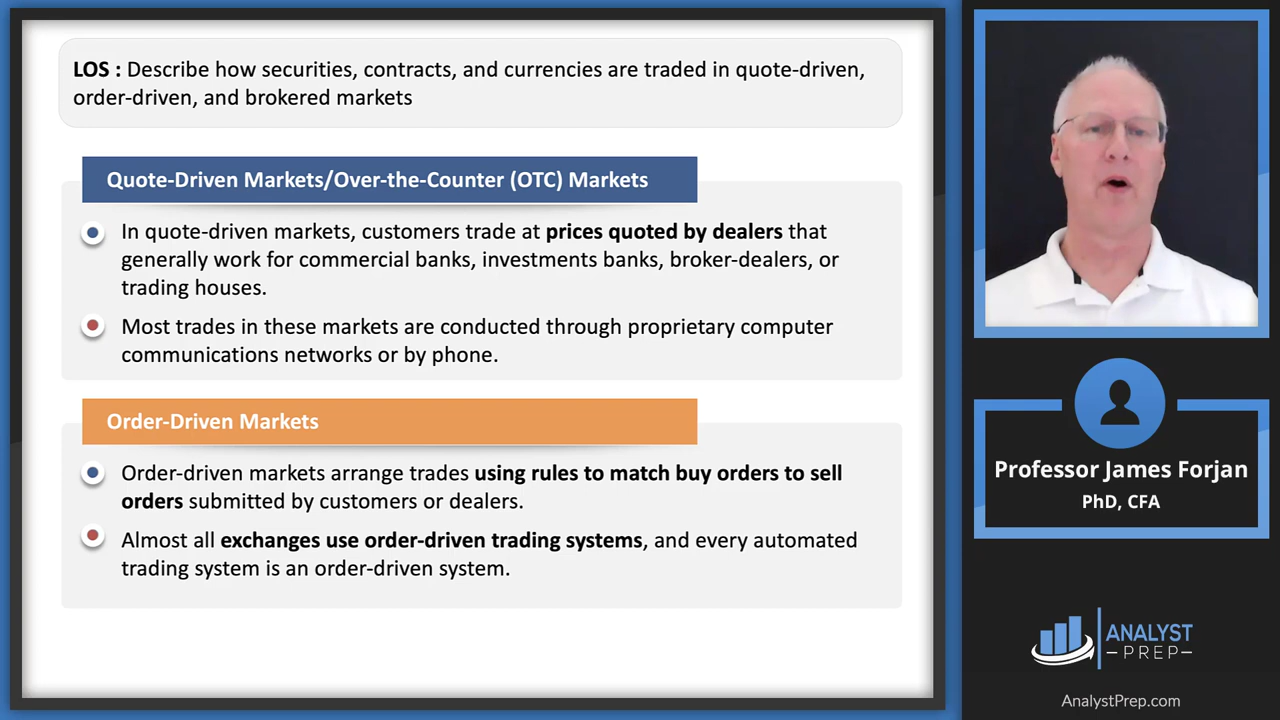 LOS : Describe how securities, contracts, and currencies are traded in quote-driven,
order-driven, and brokered markets
Quote-Driven Markets/Over-the-Counter (OTC) Markets
In quote-driven markets, customers trade at prices quoted by dealers that
generally work for commercial banks, investments banks, broker-dealers, or
trading houses.
Most trades in these markets are conducted through proprietary computer
communications networks or by phone.
Order-Driven Markets
Order-driven markets arrange trades using rules to match buy orders to sell
orders submitted by customers or dealers.
Almost all exchanges use order-driven trading systems, and every automated
trading system is an order-driven system.
Professor James Forjan
PhD, CFA
ANALYST
PREP
AnalystPrep.com